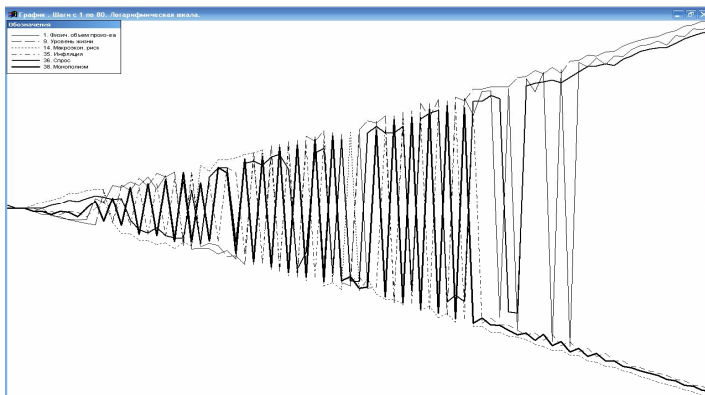 График . Шаги с 1 по 80. Логарифмическая шкала.
Обозначения
1. Физич. объем произ-ва
9. Уровень жизни
14. Макроэкон. риск
35. Инфляция
36. Спрос
38. Монополизм